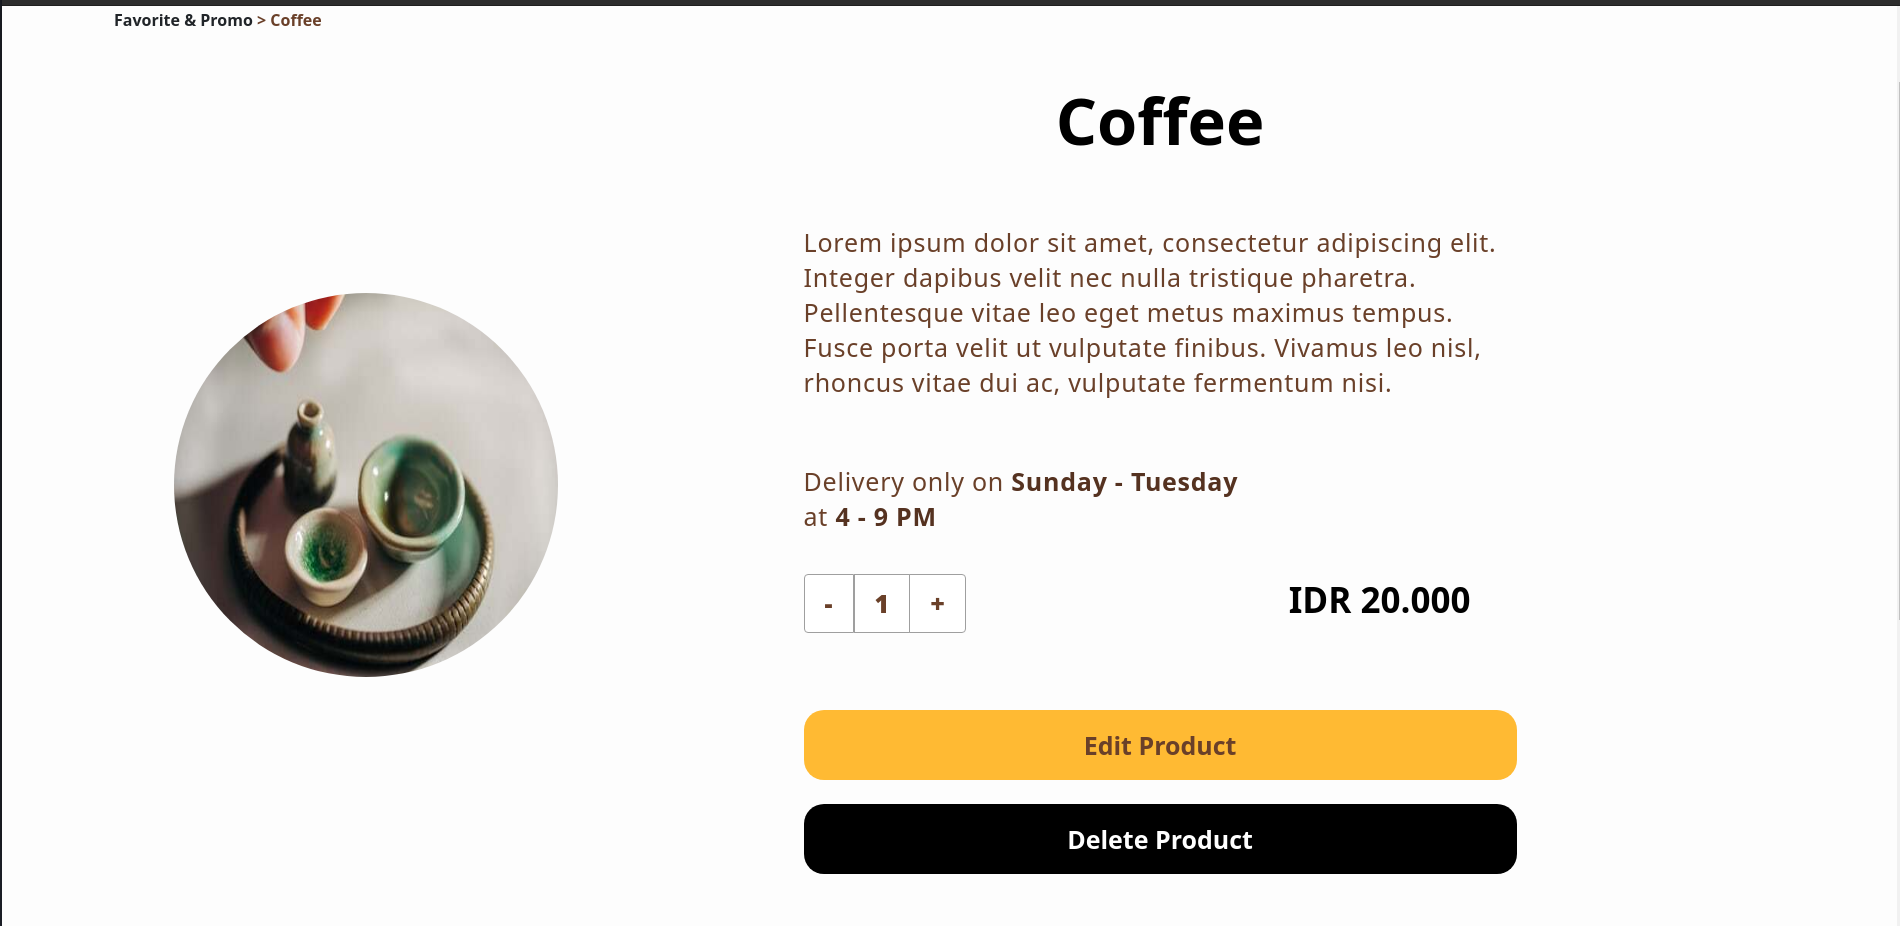 Favorite & Promo > Coffee
Coffee
Lorem ipsum dolor sit amet, consectetur adipiscing elit.
Integer dapibus velit nec nulla tristique pharetra.
Pellentesque vitae leo eget metus maximus tempus.
Fusce porta velit ut vulputate finibus. Vivamus leo nisl,
rhoncus vitae dui ac, vulputate fermentum nisi.
Delivery only on Sunday - Tuesday
at 4 - 9 PM
- 1 + IDR 20.000
Edit Product
Delete Product